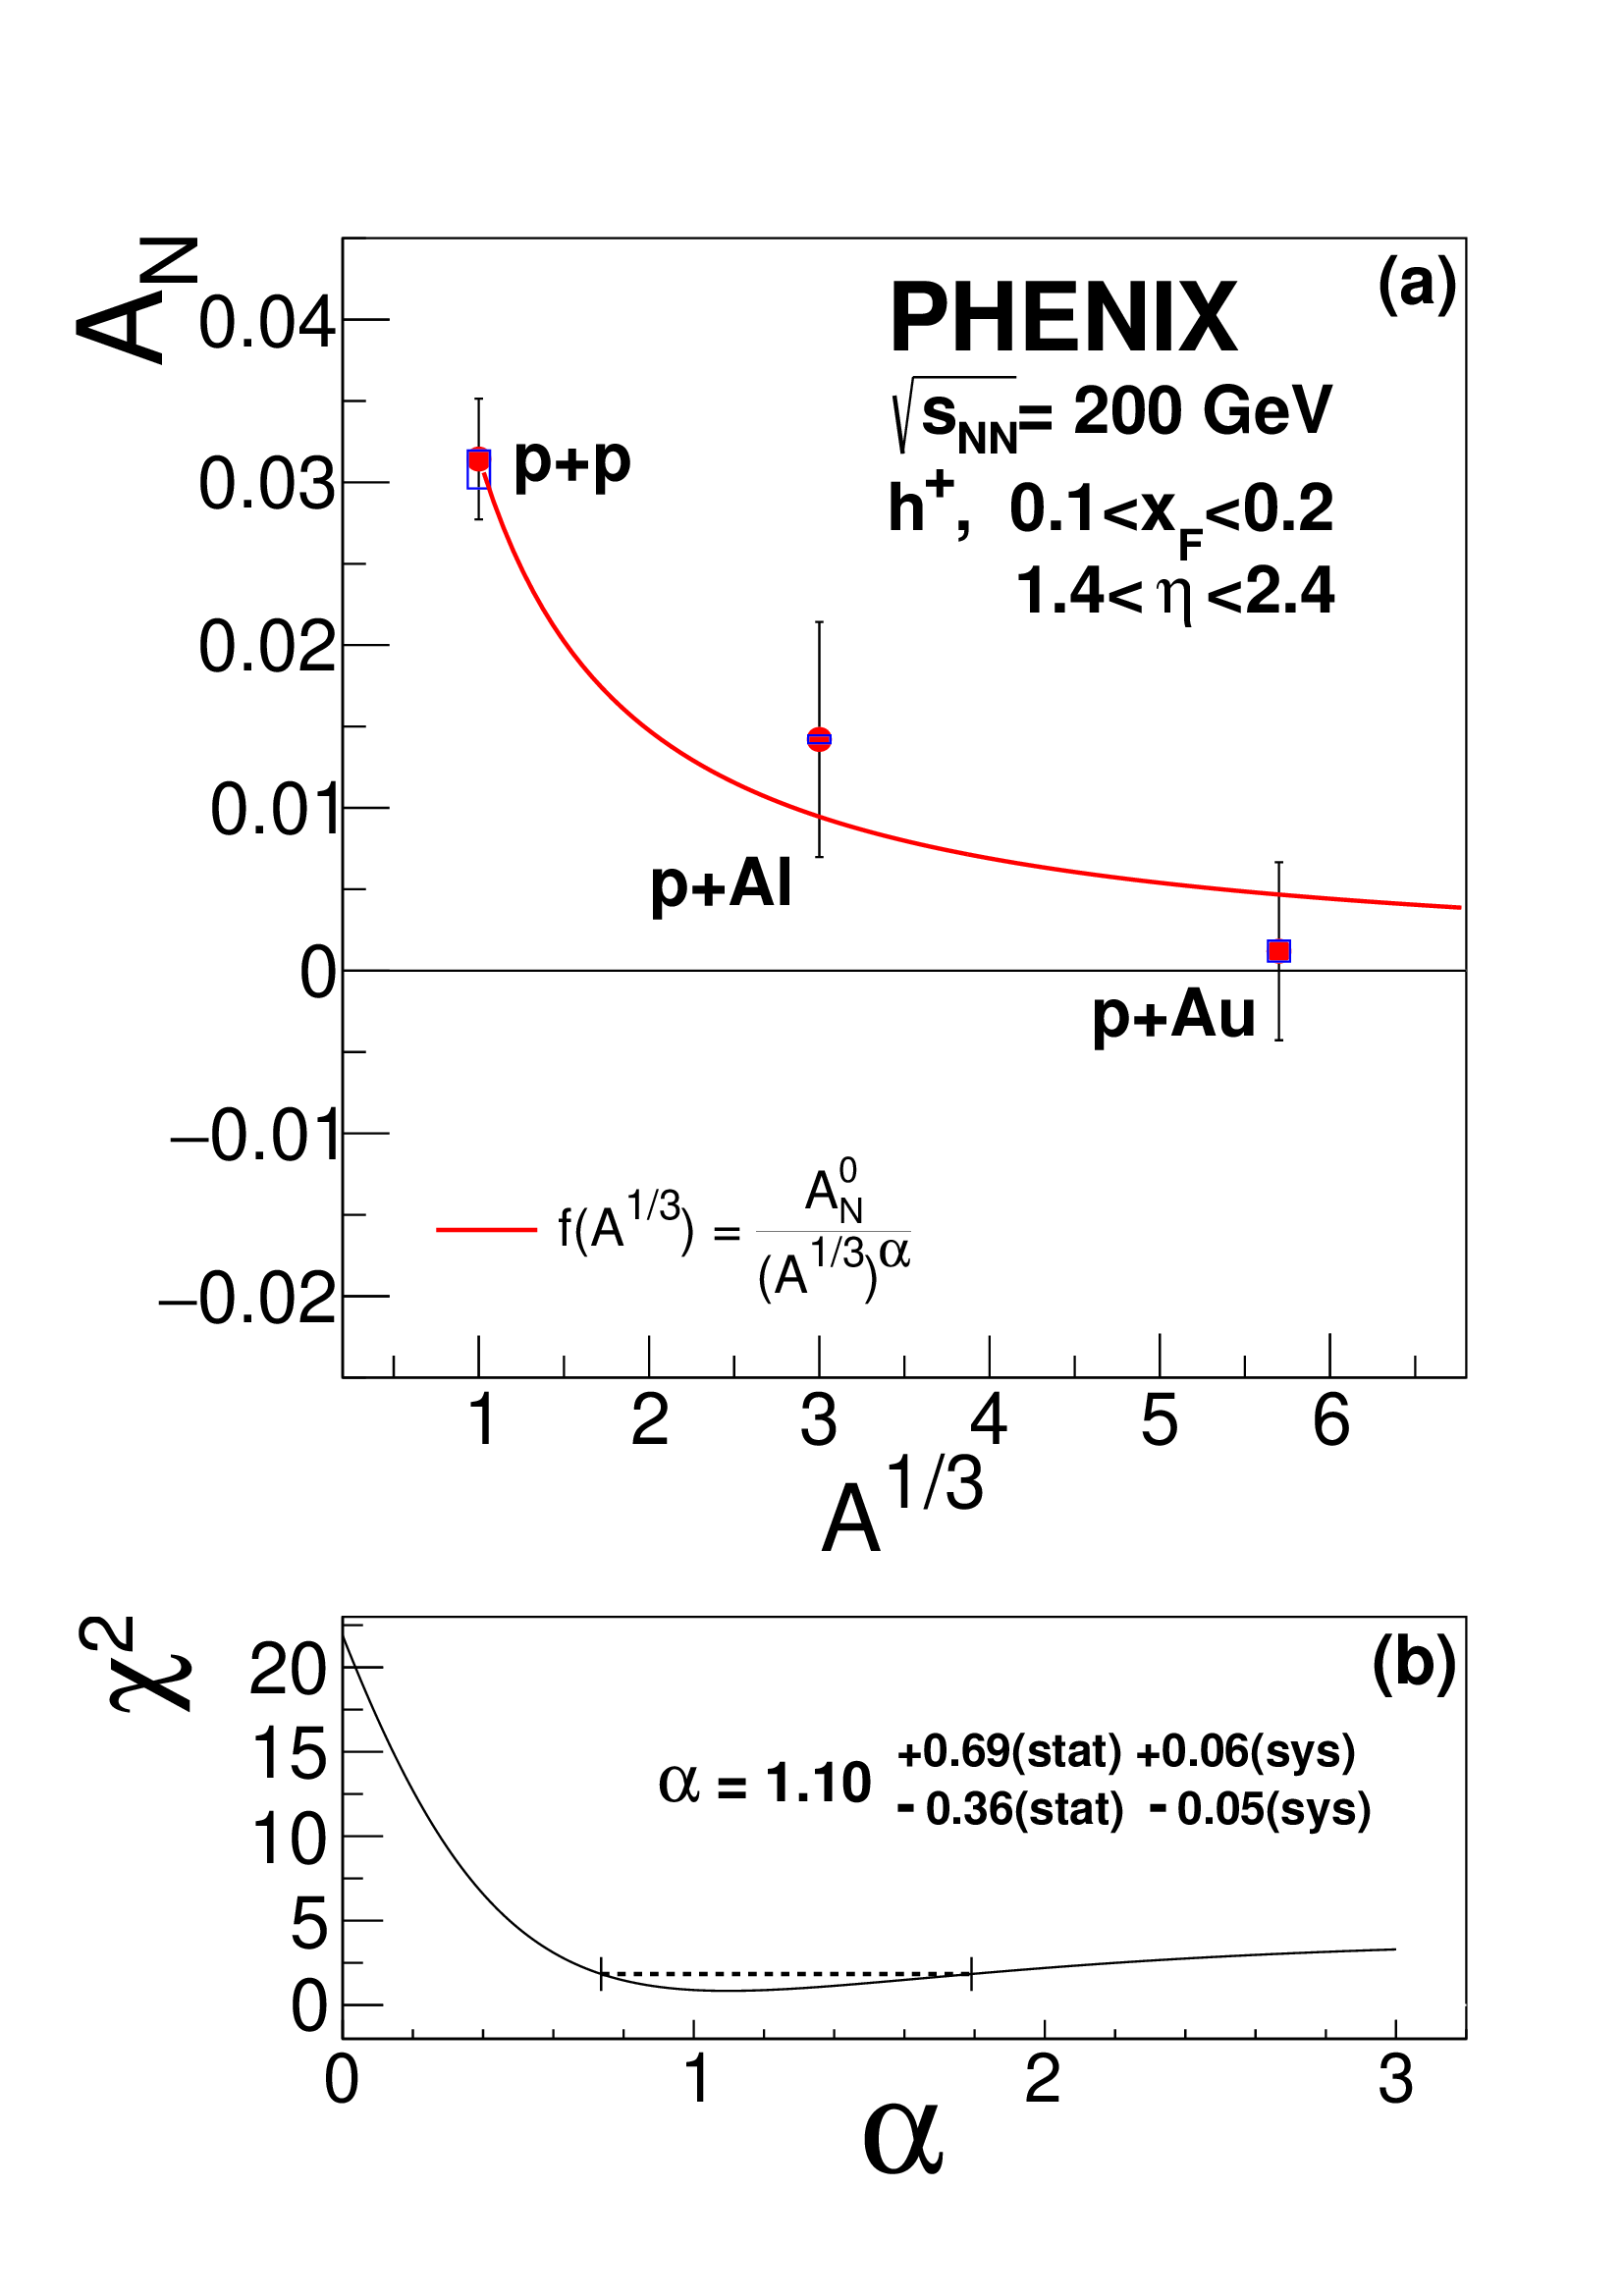 A_N
(a)
PHENIX
√s_NN = 200 GeV
h^+, 0.1<x_F<0.2
1.4< η <2.4
0.04
0.03
0.02
0.01
0
−0.01
−0.02
p+p
p+Al
p+Au
f(A^1/3) = A_N^0 / (A^1/3)^α
1 2 3 4 5 6
A^1/3
χ^2
(b)
20
15
10
5
0
α = 1.10 +0.69(stat) +0.06(sys)
- 0.36(stat) - 0.05(sys)
0 1 2 3
α